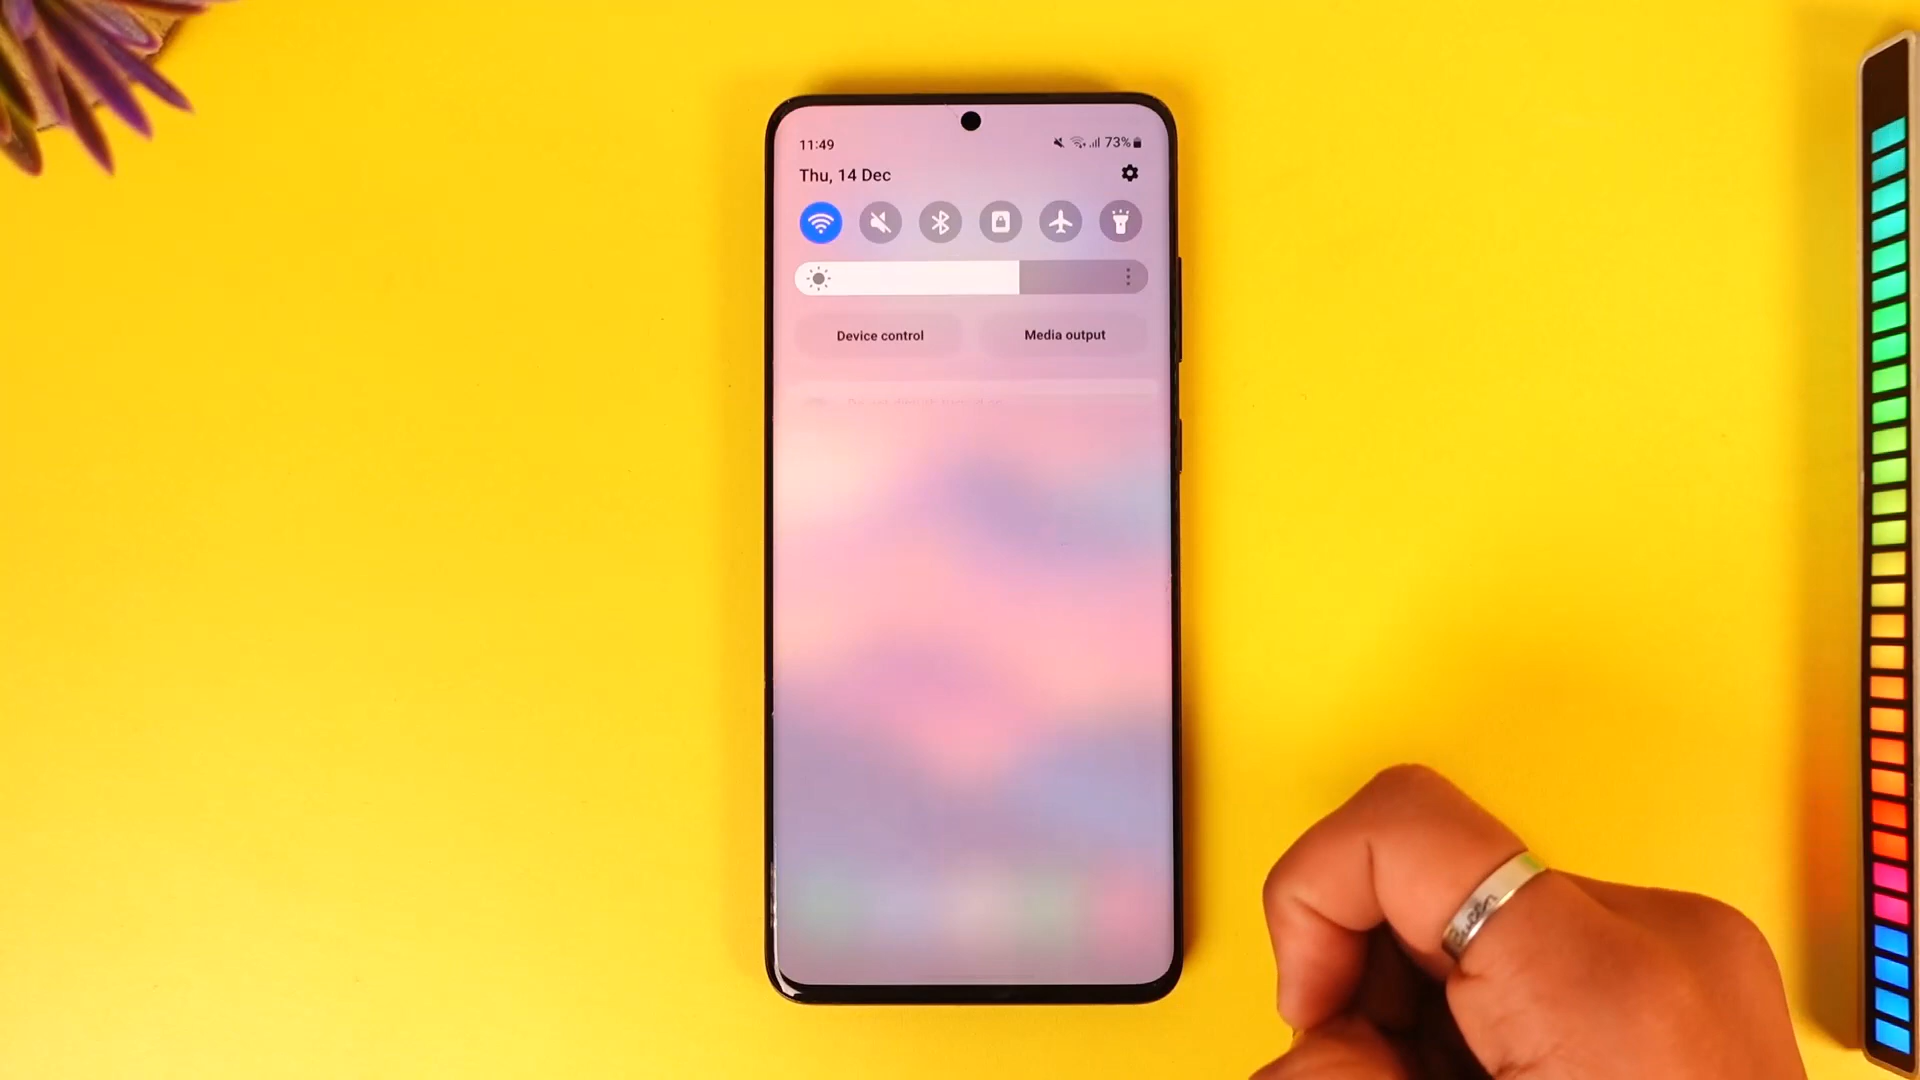 11:49
73%
Thu, 14 Dec
Device control
Media output